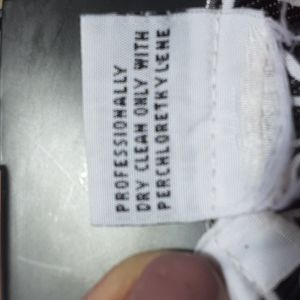 PROFESSIONALLY
DRY CLEAN ONLY WITH
PERCHLORETHYLENE